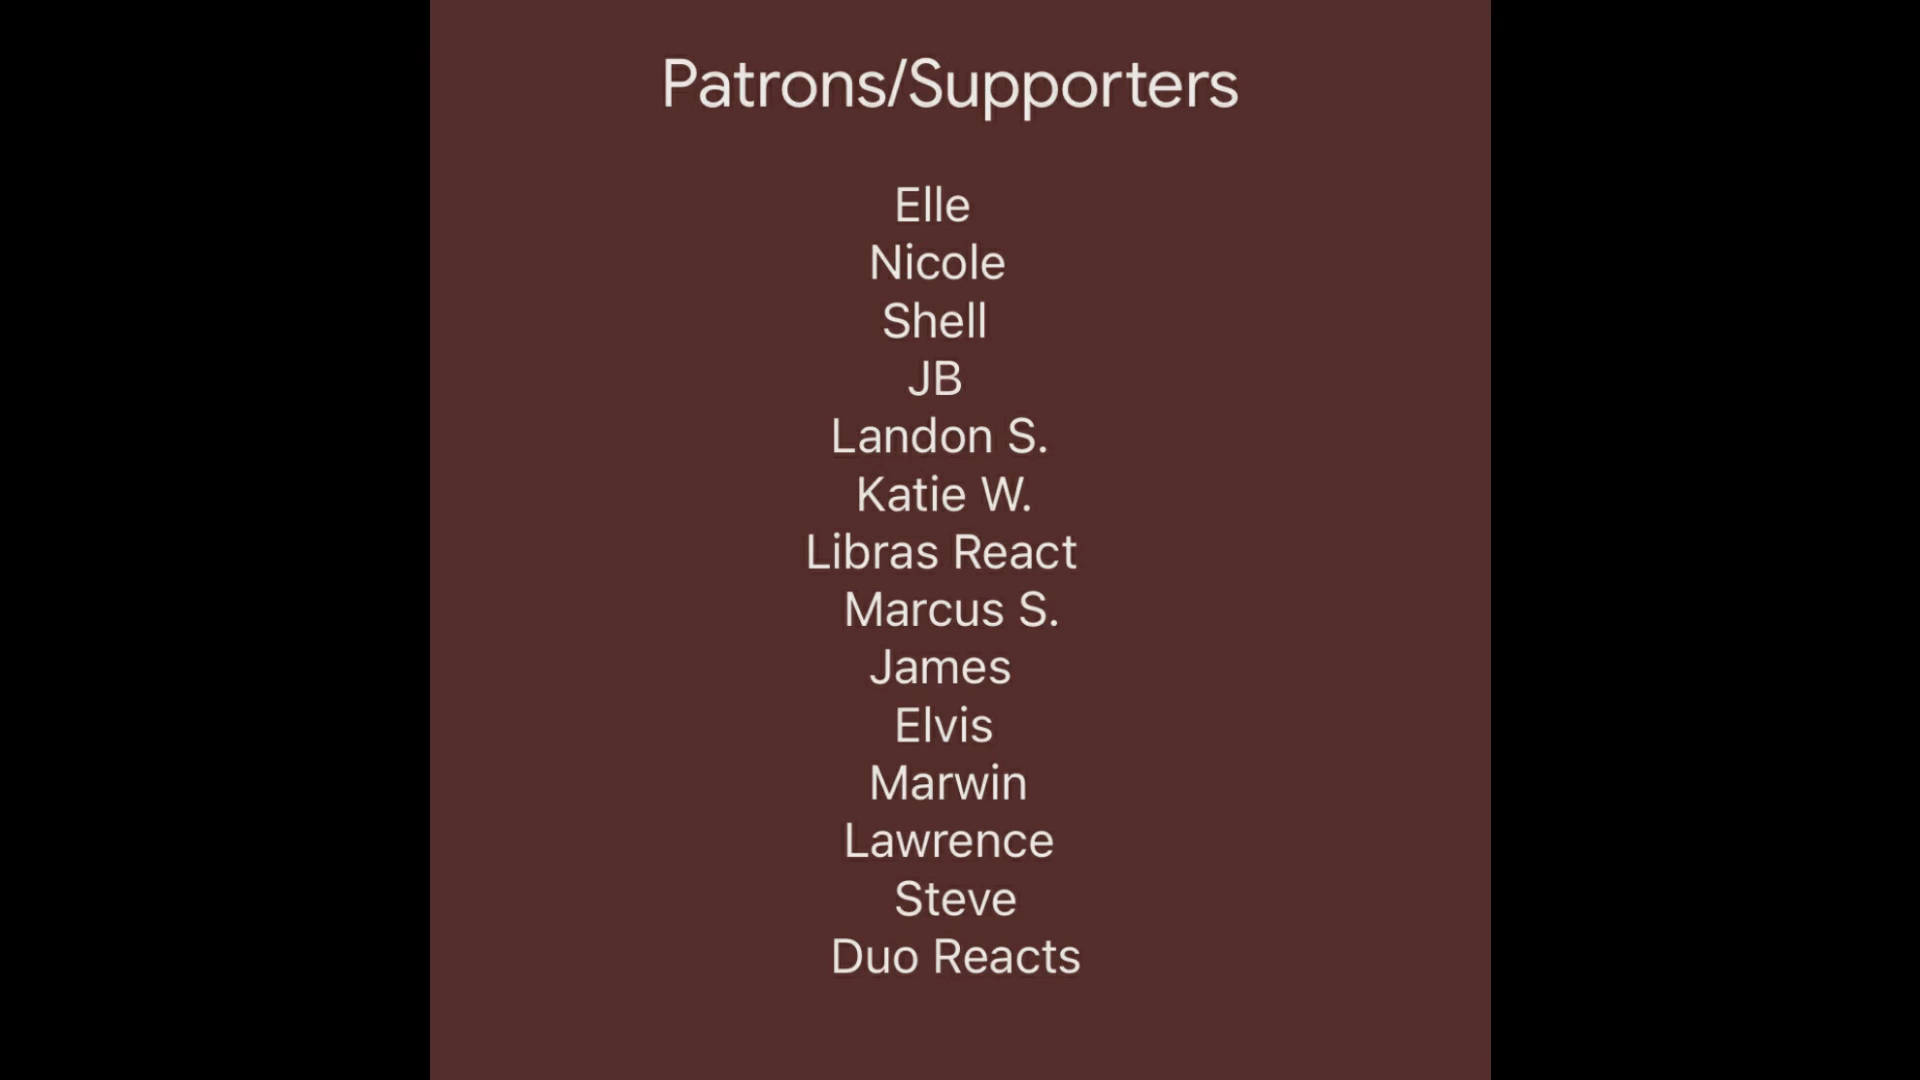 Patrons/Supporters
Elle
Nicole
Shell
JB
Landon S.
Katie W.
Libras React
Marcus S.
James
Elvis
Marwin
Lawrence
Steve
Duo Reacts